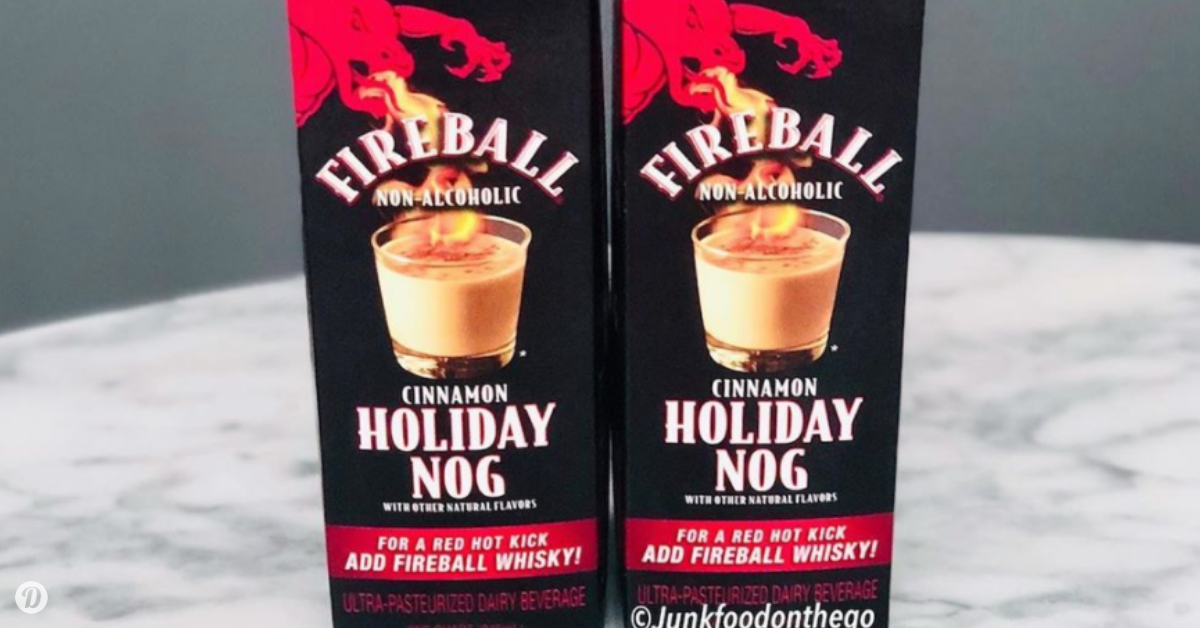 FIREBALL
NON-ALCOHOLIC
*
CINNAMON
HOLIDAY
NOG
WITH OTHER NATURAL FLAVORS
FOR A RED HOT KICK
ADD FIREBALL WHISKY!
ULTRA-PASTEURIZED DAIRY BEVERAGE
FIREBALL
NON-ALCOHOLIC
*
CINNAMON
HOLIDAY
NOG
WITH OTHER NATURAL FLAVORS
FOR A RED HOT KICK
ADD FIREBALL WHISKY!
ULTRA-PASTEURIZED DAIRY BEVERAGE
©Junkfoodonthego
D